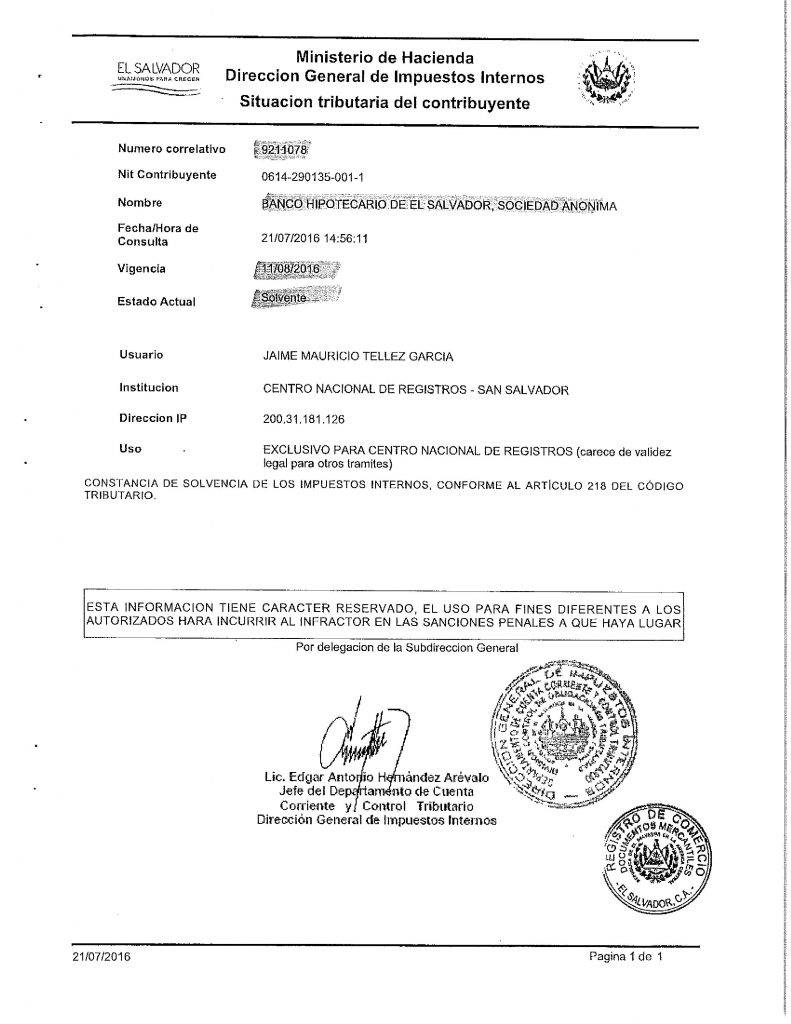 EL SALVADOR
UNAMONOS PARA CRECER
Ministerio de Hacienda
Direccion General de Impuestos Internos
Situacion tributaria del contribuyente
Numero correlativo 9211078
Nit Contribuyente 0614-290135-001-1
Nombre BANCO HIPOTECARIO DE EL SALVADOR, SOCIEDAD ANONIMA
Fecha/Hora de
Consulta 21/07/2016 14:56:11
Vigencia 11/08/2016
Estado Actual Solvente
Usuario JAIME MAURICIO TELLEZ GARCIA
Institucion CENTRO NACIONAL DE REGISTROS - SAN SALVADOR
Direccion IP 200.31.181.126
Uso EXCLUSIVO PARA CENTRO NACIONAL DE REGISTROS (carece de validez
legal para otros tramites)
CONSTANCIA DE SOLVENCIA DE LOS IMPUESTOS INTERNOS, CONFORME AL ARTÍCULO 218 DEL CÓDIGO
TRIBUTARIO.
ESTA INFORMACION TIENE CARACTER RESERVADO, EL USO PARA FINES DIFERENTES A LOS
AUTORIZADOS HARA INCURRIR AL INFRACTOR EN LAS SANCIONES PENALES A QUE HAYA LUGAR
Por delegacion de la Subdireccion General
DIRECCION GENERAL DE IMPUESTOS INTERNOS
DEPARTAMENTO DE CUENTA CORRIENTE Y CONTROL TRIBUTARIO
Lic. Edgar Antonio Hernández Arévalo
Jefe del Departamento de Cuenta
Corriente y Control Tributario
Dirección General de Impuestos Internos
REGISTRO DE COMERCIO
DOCUMENTOS MERCANTILES
EL SALVADOR, C.A.
21/07/2016 Pagina 1 de 1